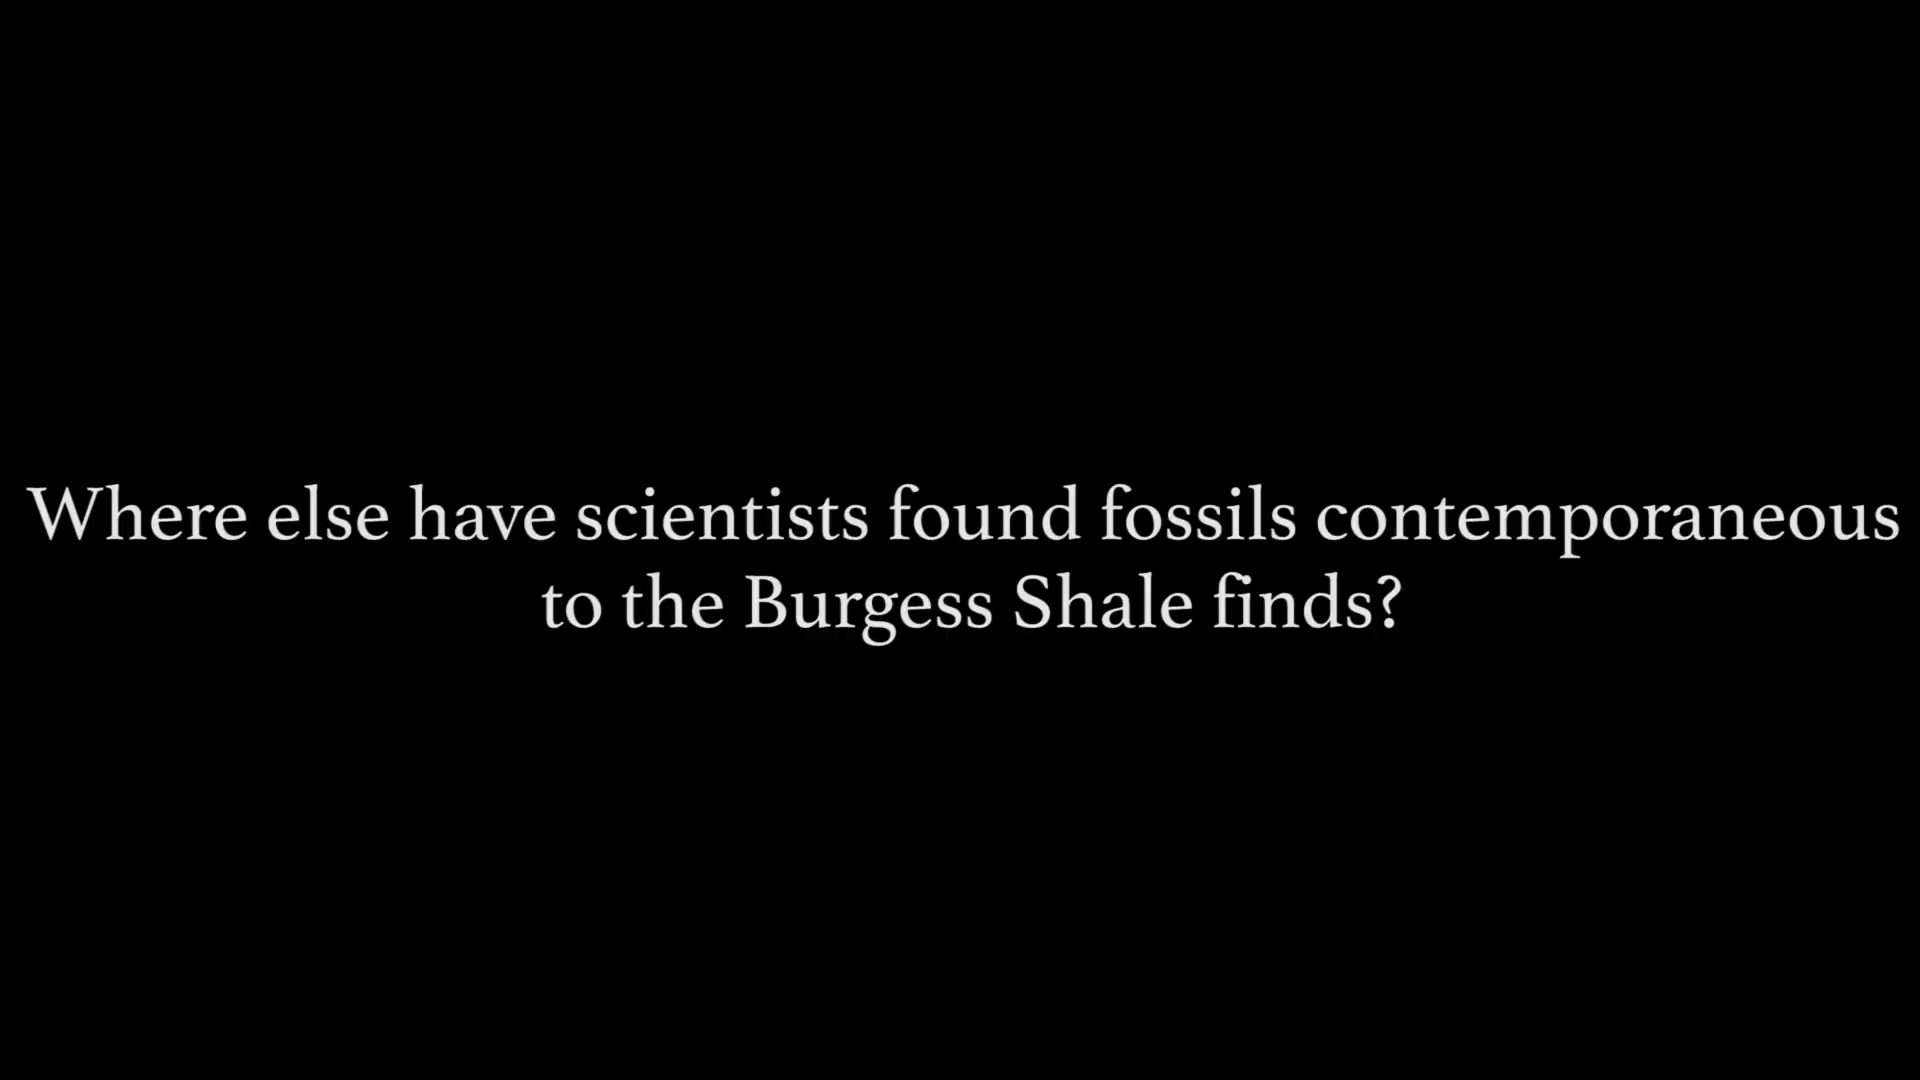 Where else have scientists found fossils contemporaneous
to the Burgess Shale finds?